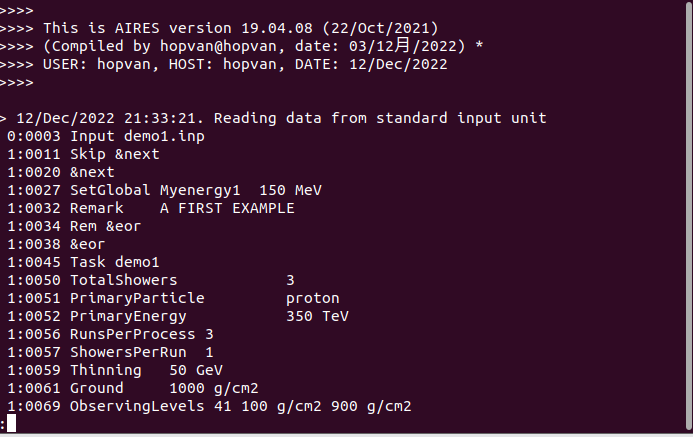 >>>>
>>>> This is AIRES version 19.04.08 (22/Oct/2021)
>>>> (Compiled by hopvan@hopvan, date: 03/12月/2022) *
>>>> USER: hopvan, HOST: hopvan, DATE: 12/Dec/2022
>>>>
> 12/Dec/2022 21:33:21. Reading data from standard input unit
0:0003 Input demo1.inp
1:0011 Skip &next
1:0020 &next
1:0027 SetGlobal Myenergy1  150 MeV
1:0032 Remark    A FIRST EXAMPLE
1:0034 Rem &eor
1:0038 &eor
1:0045 Task demo1
1:0050 TotalShowers            3
1:0051 PrimaryParticle         proton
1:0052 PrimaryEnergy           350 TeV
1:0056 RunsPerProcess 3
1:0057 ShowersPerRun  1
1:0059 Thinning   50 GeV
1:0061 Ground     1000 g/cm2
1:0069 ObservingLevels 41 100 g/cm2 900 g/cm2
: